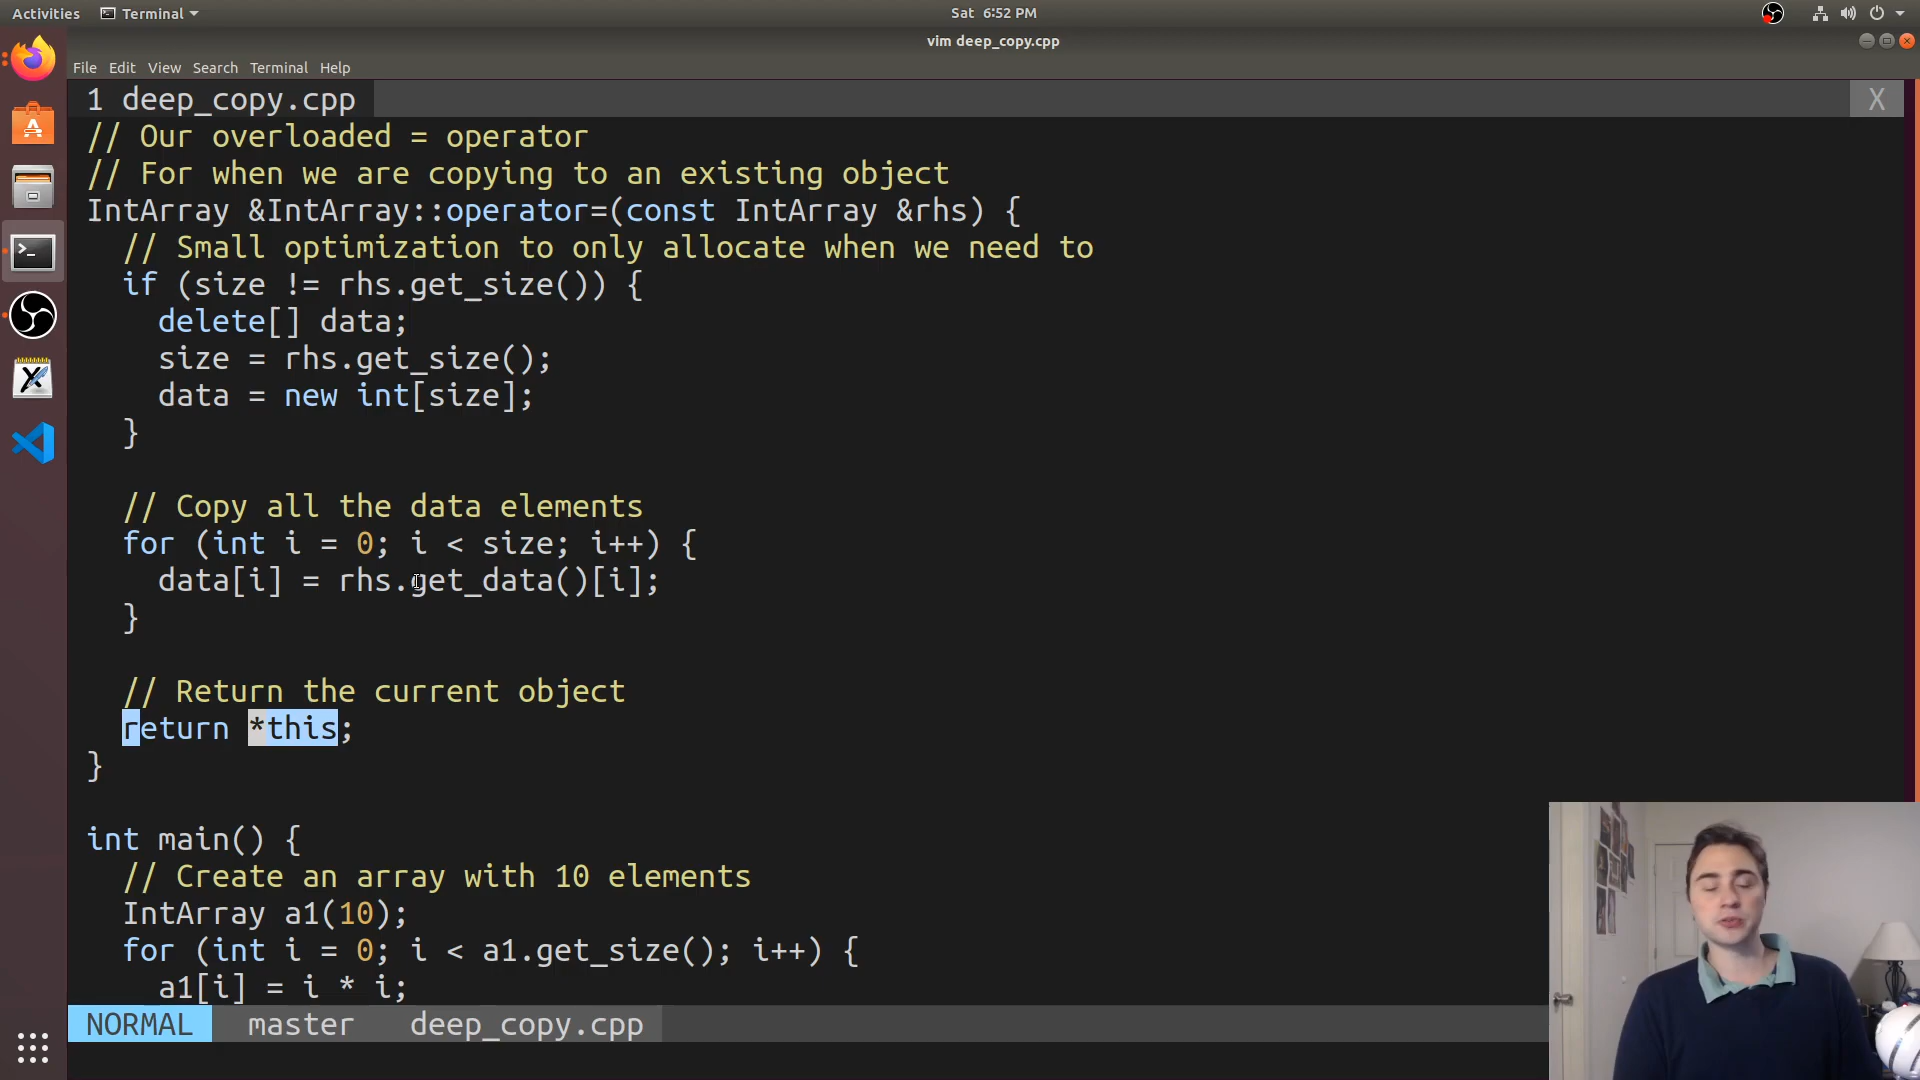 Activities Terminal Sat 6:52 PM
vim deep_copy.cpp
File Edit View Search Terminal Help
1 deep_copy.cpp X
// Our overloaded = operator
// For when we are copying to an existing object
IntArray &IntArray::operator=(const IntArray &rhs) {
// Small optimization to only allocate when we need to
if (size != rhs.get_size()) {
delete[] data;
size = rhs.get_size();
data = new int[size];
}
// Copy all the data elements
for (int i = 0; i < size; i++) {
data[i] = rhs.get_data()[i];
}
// Return the current object
return *this;
}
int main() {
// Create an array with 10 elements
IntArray a1(10);
for (int i = 0; i < a1.get_size(); i++) {
a1[i] = i * i;
NORMAL master deep_copy.cpp